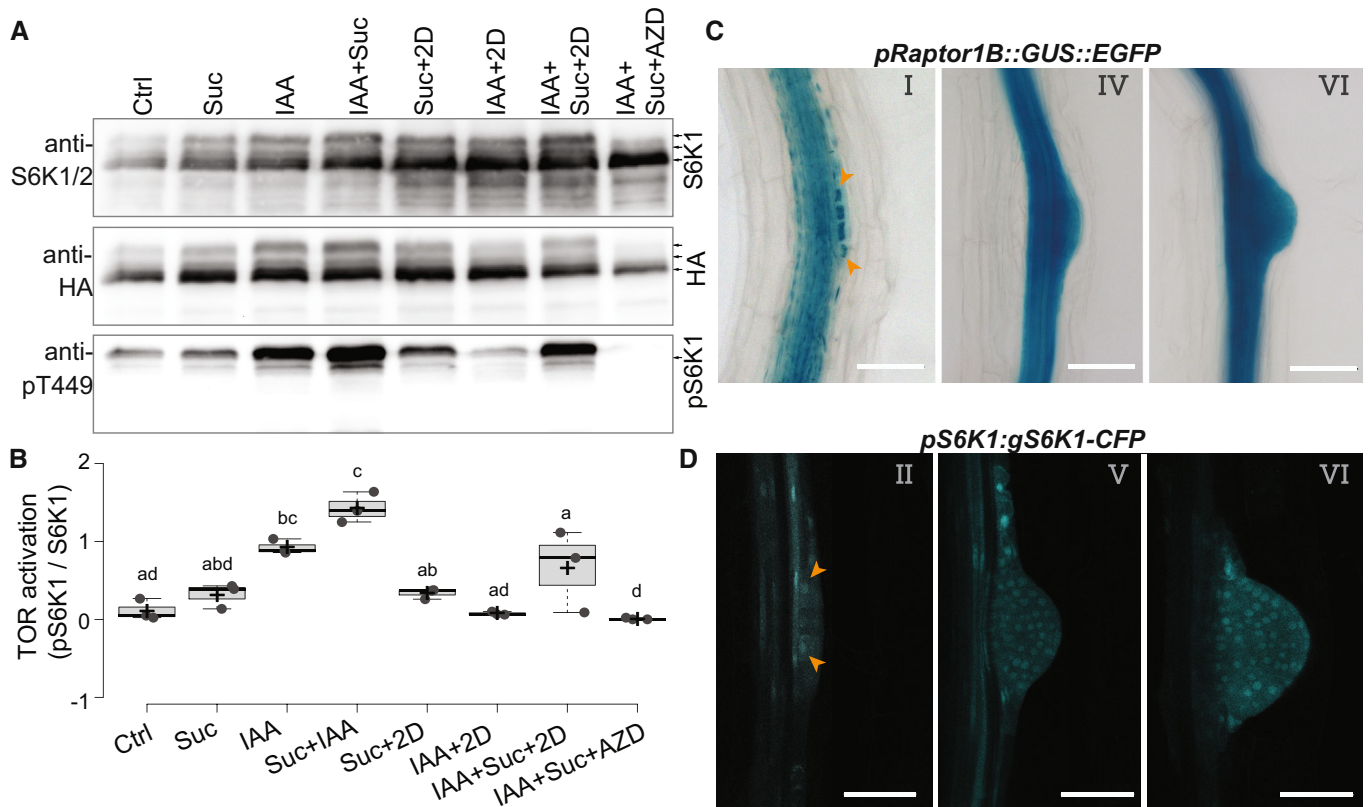 A
Ctrl
Suc
IAA
IAA+Suc
Suc+2D
IAA+2D
IAA+
Suc+2D
IAA+
Suc+AZD
anti-
S6K1/2
S6K1
anti-
HA
HA
anti-
pT449
pS6K1
B
TOR activation
(pS6K1 / S6K1)
2
1
0
-1
ad
abd
bc
c
ab
ad
a
d
Ctrl
Suc
IAA
Suc+IAA
Suc+2D
IAA+2D
IAA+Suc+2D
IAA+Suc+AZD
C
pRaptor1B::GUS::EGFP
I
IV
VI
D
pS6K1:gS6K1-CFP
II
V
VI